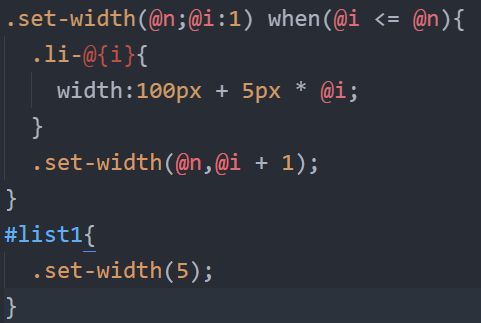 .set-width(@n;@i:1) when(@i <= @n){
  .li-@{i}{
    width:100px + 5px * @i;
  }
  .set-width(@n,@i + 1);
}
#list1{
  .set-width(5);
}